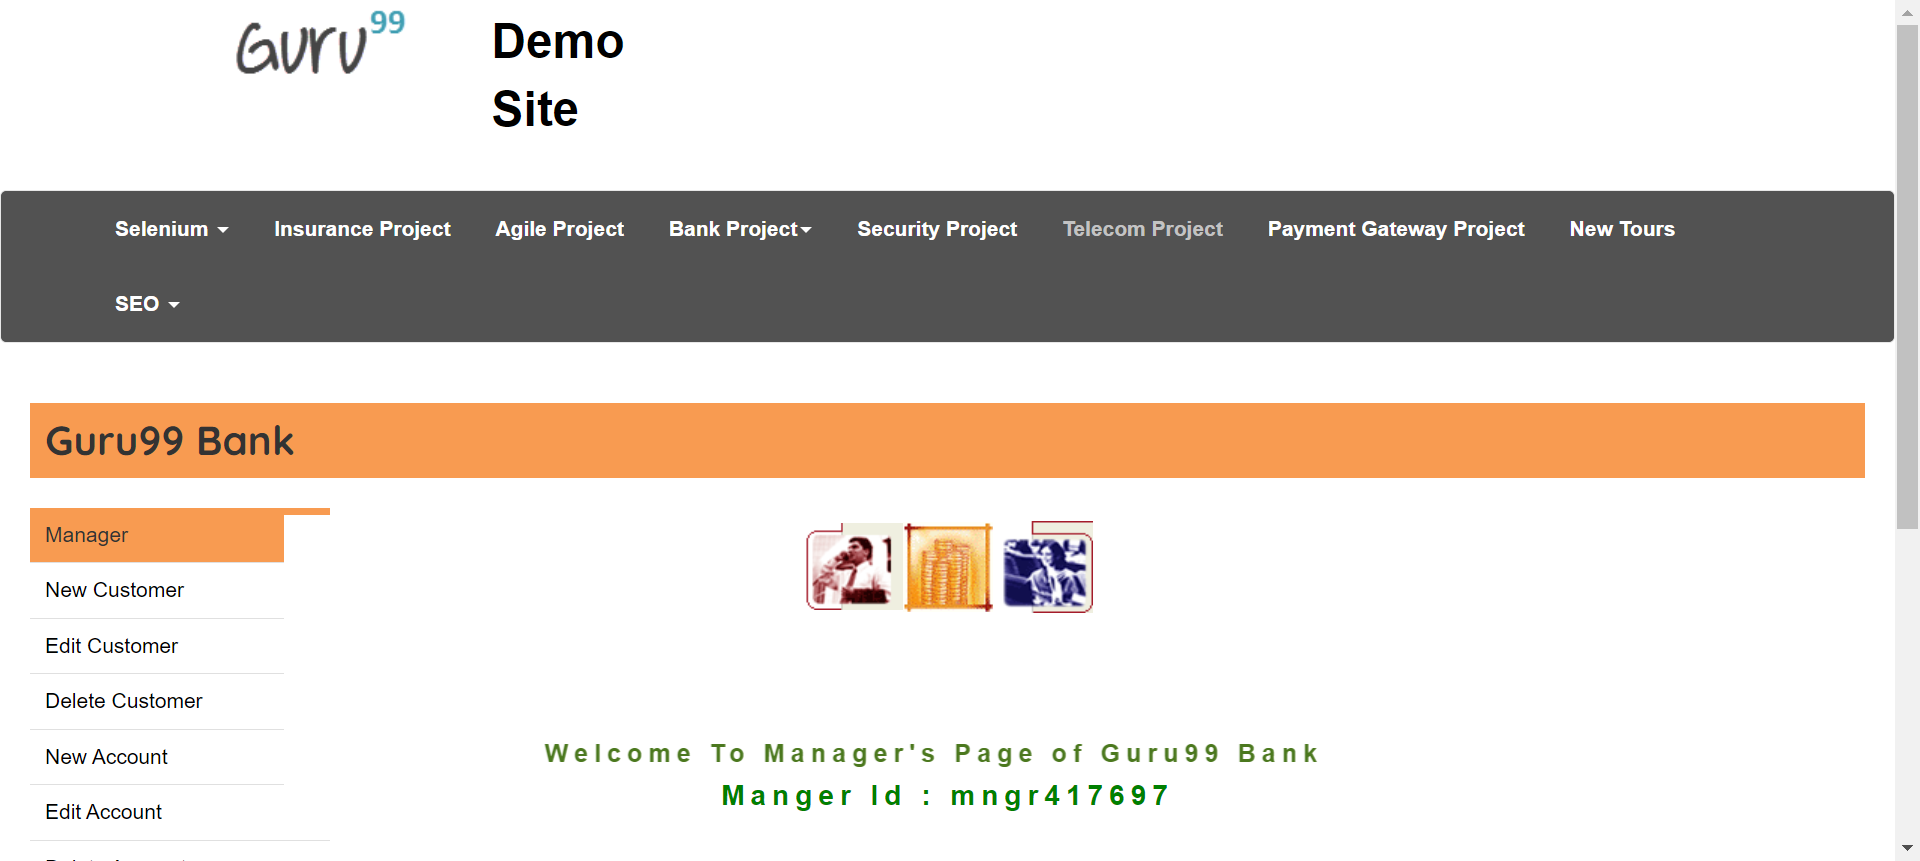 Guru99
Demo
Site
Selenium
Insurance Project
Agile Project
Bank Project
Security Project
Telecom Project
Payment Gateway Project
New Tours
SEO
Guru99 Bank
Manager
New Customer
Edit Customer
Delete Customer
New Account
Edit Account
Welcome To Manager's Page of Guru99 Bank
Manger Id : mngr417697